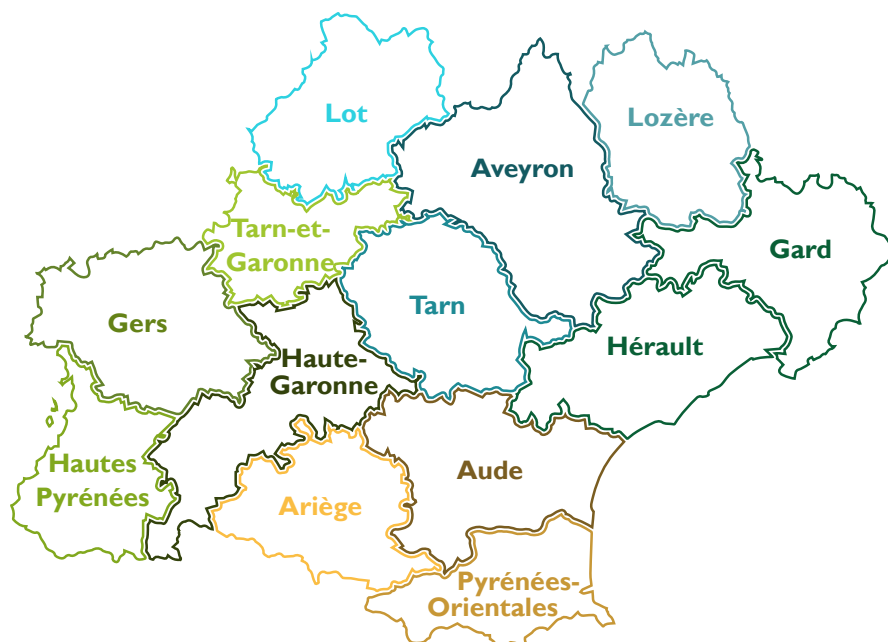 Lot
Lozère
Aveyron
Tarn-et-
Garonne
Gard
Tarn
Gers
Hérault
Haute-
Garonne
Hautes
Pyrénées
Aude
Ariège
Pyrénées-
Orientales